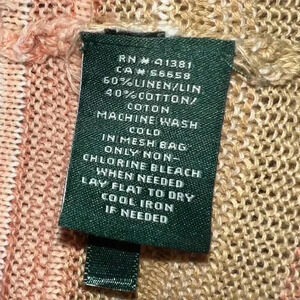 RN # 41381
CA # 56658
60% LINEN/LIN
40% COTTON/
COTON
MACHINE WASH
COLD
IN MESH BAG
ONLY NON-
CHLORINE BLEACH
WHEN NEEDED
LAY FLAT TO DRY
COOL IRON
IF NEEDED